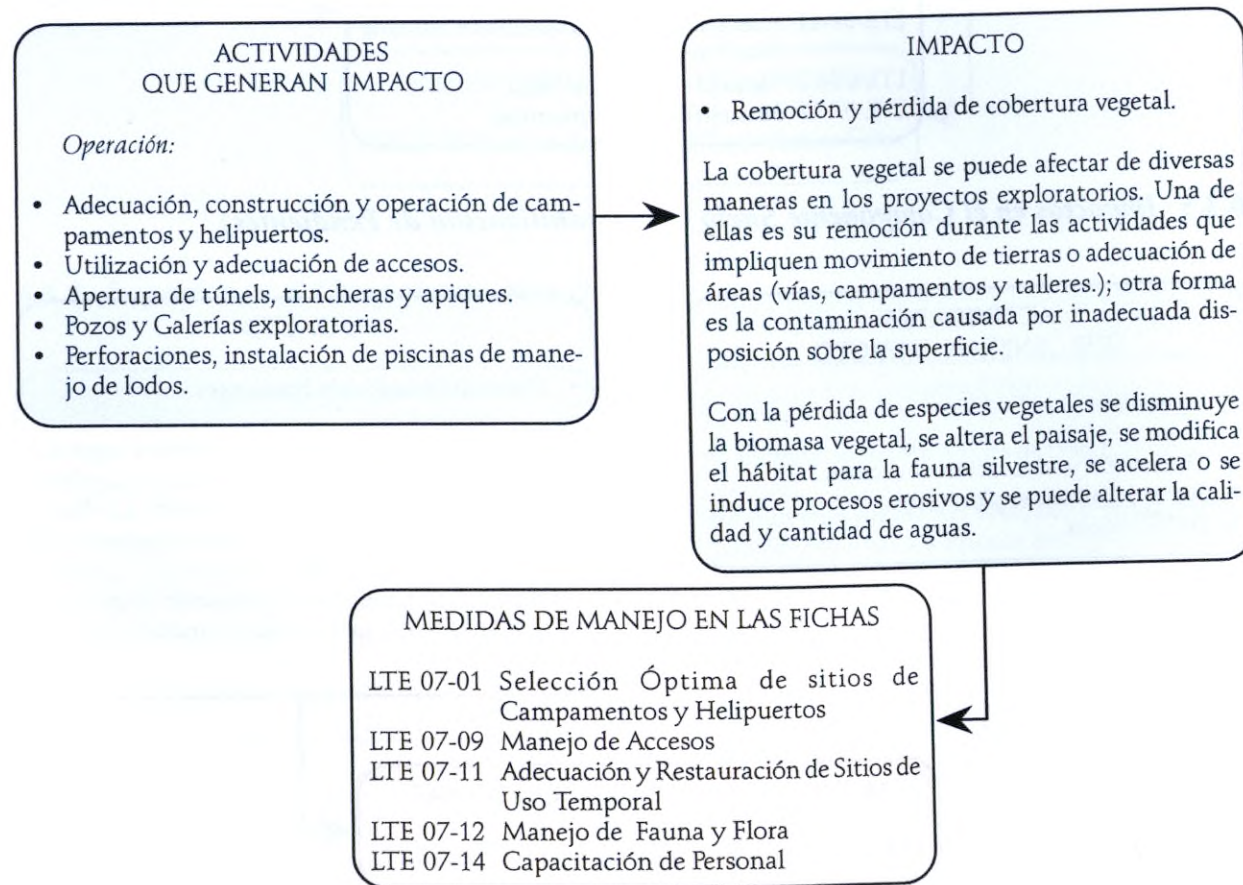 ACTIVIDADES
QUE GENERAN IMPACTO
Operación:
• Adecuación, construcción y operación de cam-
pamentos y helipuertos.
• Utilización y adecuación de accesos.
• Apertura de túnels, trincheras y apiques.
• Pozos y Galerías exploratorias.
• Perforaciones, instalación de piscinas de mane-
jo de lodos.
IMPACTO
• Remoción y pérdida de cobertura vegetal.
La cobertura vegetal se puede afectar de diversas
maneras en los proyectos exploratorios. Una de
ellas es su remoción durante las actividades que
impliquen movimiento de tierras o adecuación de
áreas (vías, campamentos y talleres.); otra forma
es la contaminación causada por inadecuada dis-
posición sobre la superficie.
Con la pérdida de especies vegetales se disminuye
la biomasa vegetal, se altera el paisaje, se modifica
el hábitat para la fauna silvestre, se acelera o se
induce procesos erosivos y se puede alterar la cali-
dad y cantidad de aguas.
MEDIDAS DE MANEJO EN LAS FICHAS
LTE 07-01 Selección Óptima de sitios de
Campamentos y Helipuertos
LTE 07-09 Manejo de Accesos
LTE 07-11 Adecuación y Restauración de Sitios de
Uso Temporal
LTE 07-12 Manejo de Fauna y Flora
LTE 07-14 Capacitación de Personal